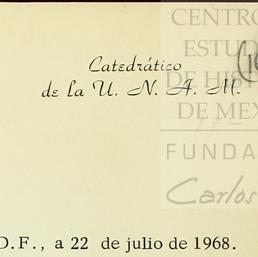 CENTRO
ESTU
DE HIS
DE MEX
FUNDA
Carlos
Catedrático
de la U. N. A. M.
D.F., a 22 de julio de 1968.